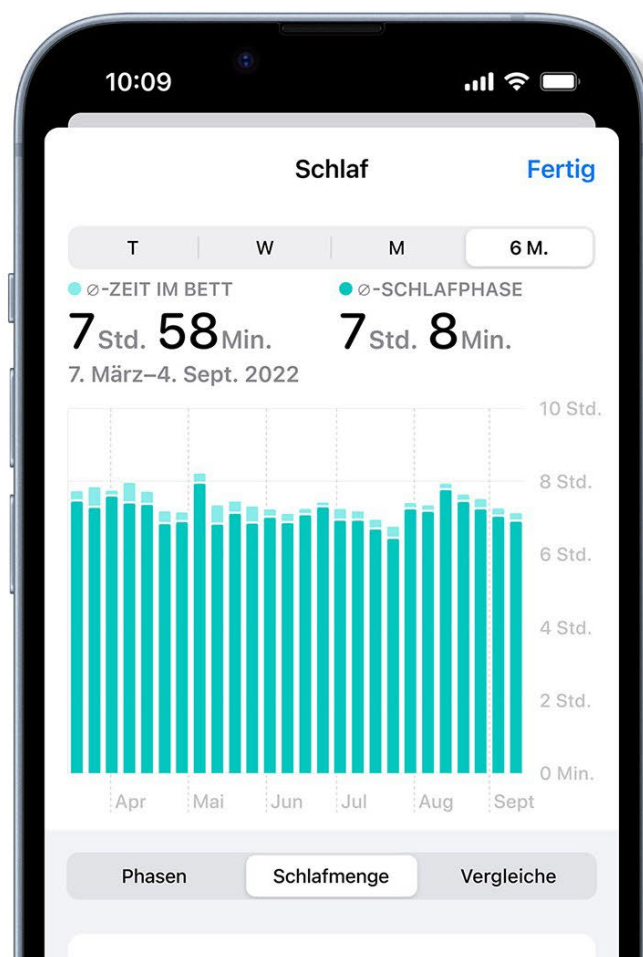 10:09
Schlaf
Fertig
T W M 6 M.
⌀-ZEIT IM BETT ⌀-SCHLAFPHASE
7 Std. 58 Min. 7 Std. 8 Min.
7. März–4. Sept. 2022
10 Std.
8 Std.
6 Std.
4 Std.
2 Std.
0 Min.
Apr Mai Jun Jul Aug Sept
Phasen Schlafmenge Vergleiche